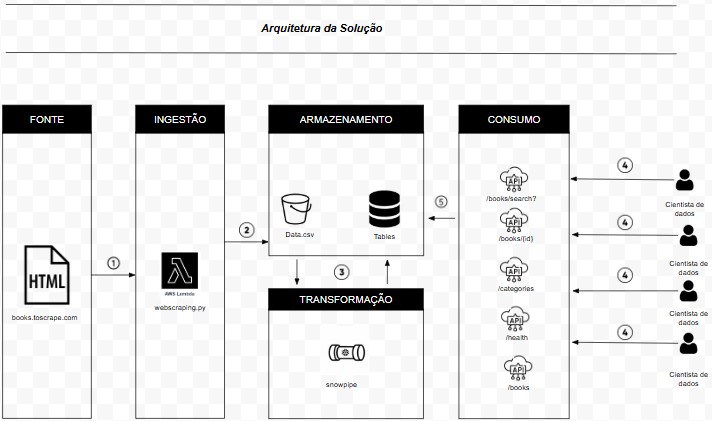 Arquitetura da Solução
FONTE
INGESTÃO
ARMAZENAMENTO
CONSUMO
HTML
books.toscrape.com
1
AWS Lambda
webscraping.py
2
Data.csv
Tables
3
TRANSFORMAÇÃO
snowpipe
5
API
/books/search?
API
/books/{id}
API
/categories
API
/health
API
/books
4
Cientista de
dados
4
Cientista de
dados
4
Cientista de
dados
4
Cientista de
dados